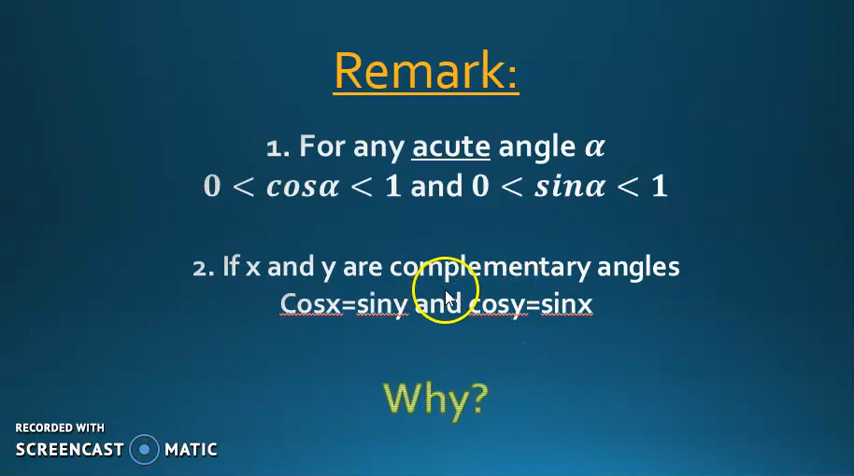 Remark:
1. For any acute angle α
0 < cosα < 1 and 0 < sinα < 1
2. If x and y are complementary angles
Cosx=siny and cosy=sinx
Why?
RECORDED WITH
SCREENCAST MATIC